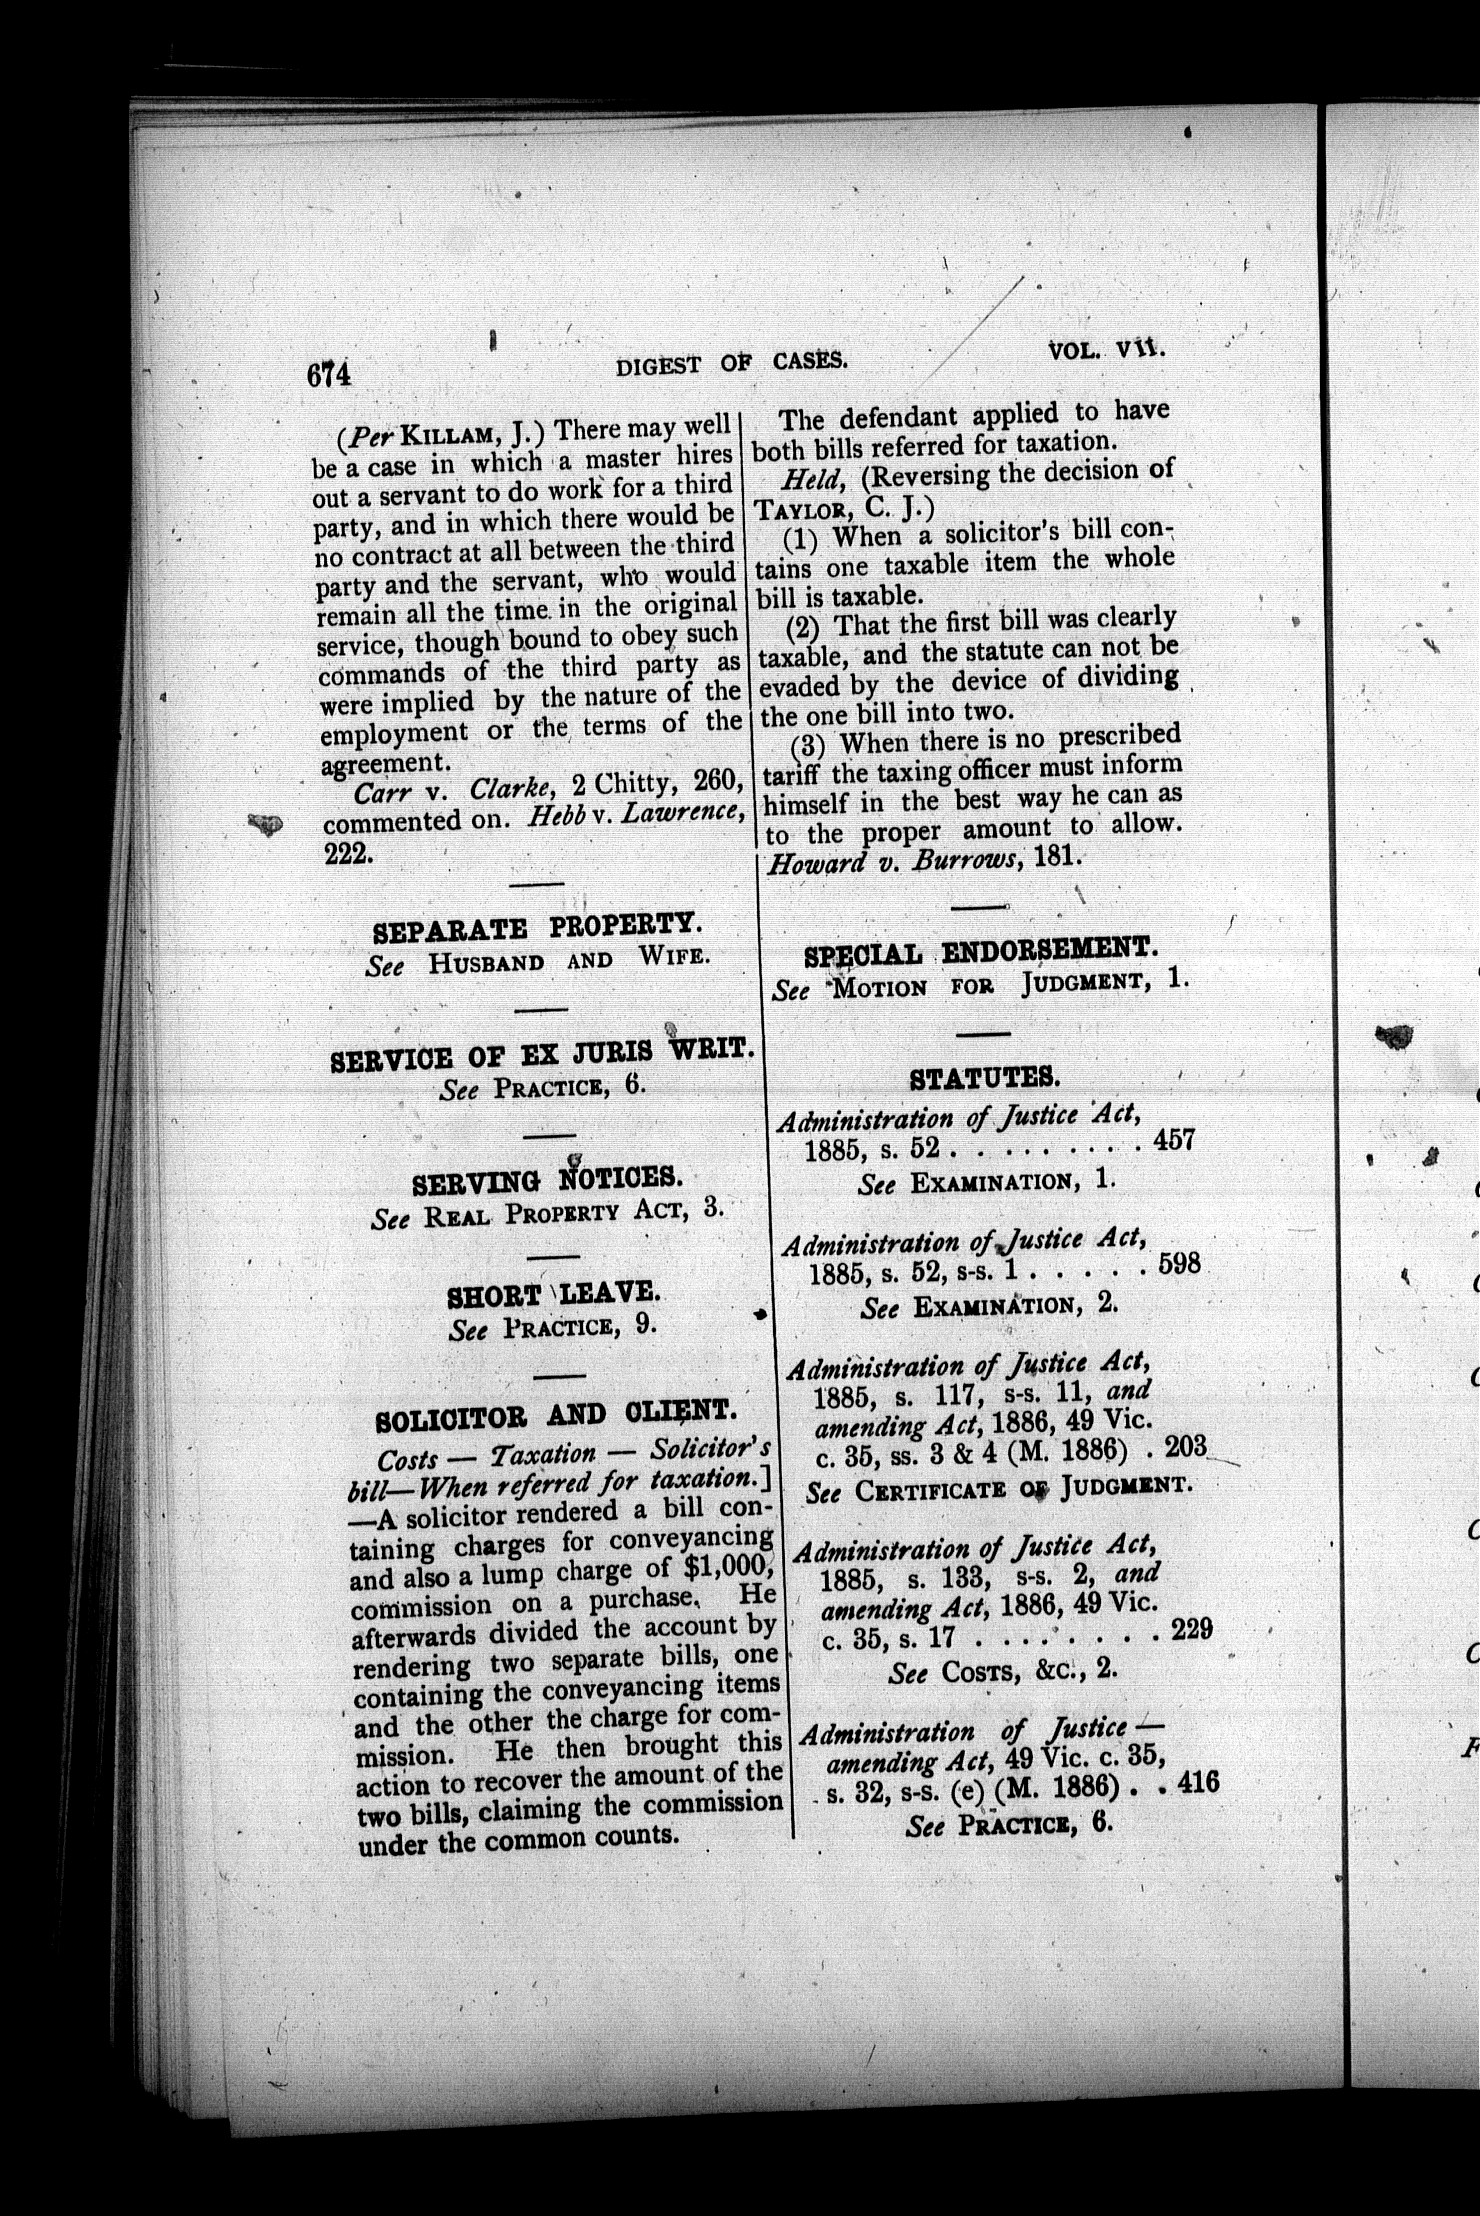 674 DIGEST OF CASES. VOL. VII.
(Per KILLAM, J.) There may well
be a case in which a master hires
out a servant to do work for a third
party, and in which there would be
no contract at all between the third
party and the servant, who would
remain all the time in the original
service, though bound to obey such
commands of the third party as
were implied by the nature of the
employment or the terms of the
agreement.
Carr v. Clarke, 2 Chitty, 260,
commented on. Hebb v. Lawrence,
222.
SEPARATE PROPERTY.
See HUSBAND AND WIFE.
SERVICE OF EX JURIS WRIT.
See PRACTICE, 6.
SERVING NOTICES.
See REAL PROPERTY ACT, 3.
SHORT LEAVE.
See PRACTICE, 9.
SOLICITOR AND CLIENT.
Costs — Taxation — Solicitor's
bill—When referred for taxation.]
—A solicitor rendered a bill con-
taining charges for conveyancing
and also a lump charge of $1,000,
commission on a purchase. He
afterwards divided the account by
rendering two separate bills, one
containing the conveyancing items
and the other the charge for com-
mission. He then brought this
action to recover the amount of the
two bills, claiming the commission
under the common counts.
The defendant applied to have
both bills referred for taxation.
Held, (Reversing the decision of
TAYLOR, C. J.)
(1) When a solicitor's bill con-
tains one taxable item the whole
bill is taxable.
(2) That the first bill was clearly
taxable, and the statute can not be
evaded by the device of dividing
the one bill into two.
(3) When there is no prescribed
tariff the taxing officer must inform
himself in the best way he can as
to the proper amount to allow.
Howard v. Burrows, 181.
SPECIAL ENDORSEMENT.
See MOTION FOR JUDGMENT, 1.
STATUTES.
Administration of Justice Act,
1885, s. 52 . . . . . . . . 457
See EXAMINATION, 1.
Administration of Justice Act,
1885, s. 52, s-s. 1 . . . . . 598
See EXAMINATION, 2.
Administration of Justice Act,
1885, s. 117, s-s. 11, and
amending Act, 1886, 49 Vic.
c. 35, ss. 3 & 4 (M. 1886) . 203
See CERTIFICATE OF JUDGMENT.
Administration of Justice Act,
1885, s. 133, s-s. 2, and
amending Act, 1886, 49 Vic.
c. 35, s. 17 . . . . . . . . 229
See COSTS, &C., 2.
Administration of Justice —
amending Act, 49 Vic. c. 35,
s. 32, s-s. (e) (M. 1886) . . 416
See PRACTICE, 6.